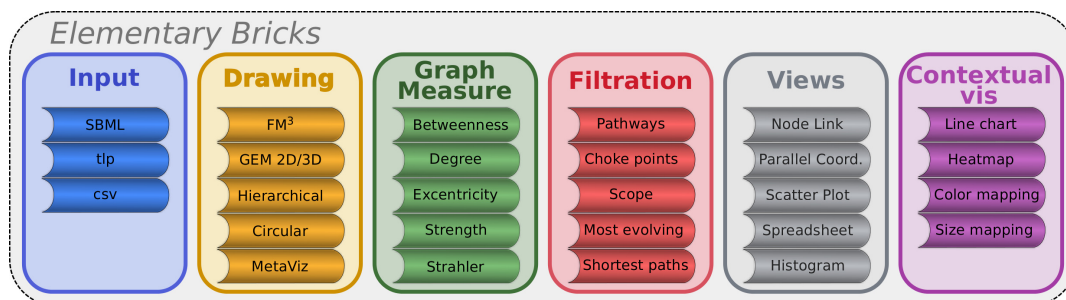 Elementary Bricks
Input
SBML
tlp
csv
Drawing
FM³
GEM 2D/3D
Hierarchical
Circular
MetaViz
Graph
Measure
Betweenness
Degree
Excentricity
Strength
Strahler
Filtration
Pathways
Choke points
Scope
Most evolving
Shortest paths
Views
Node Link
Parallel Coord.
Scatter Plot
Spreadsheet
Histogram
Contextual
vis
Line chart
Heatmap
Color mapping
Size mapping